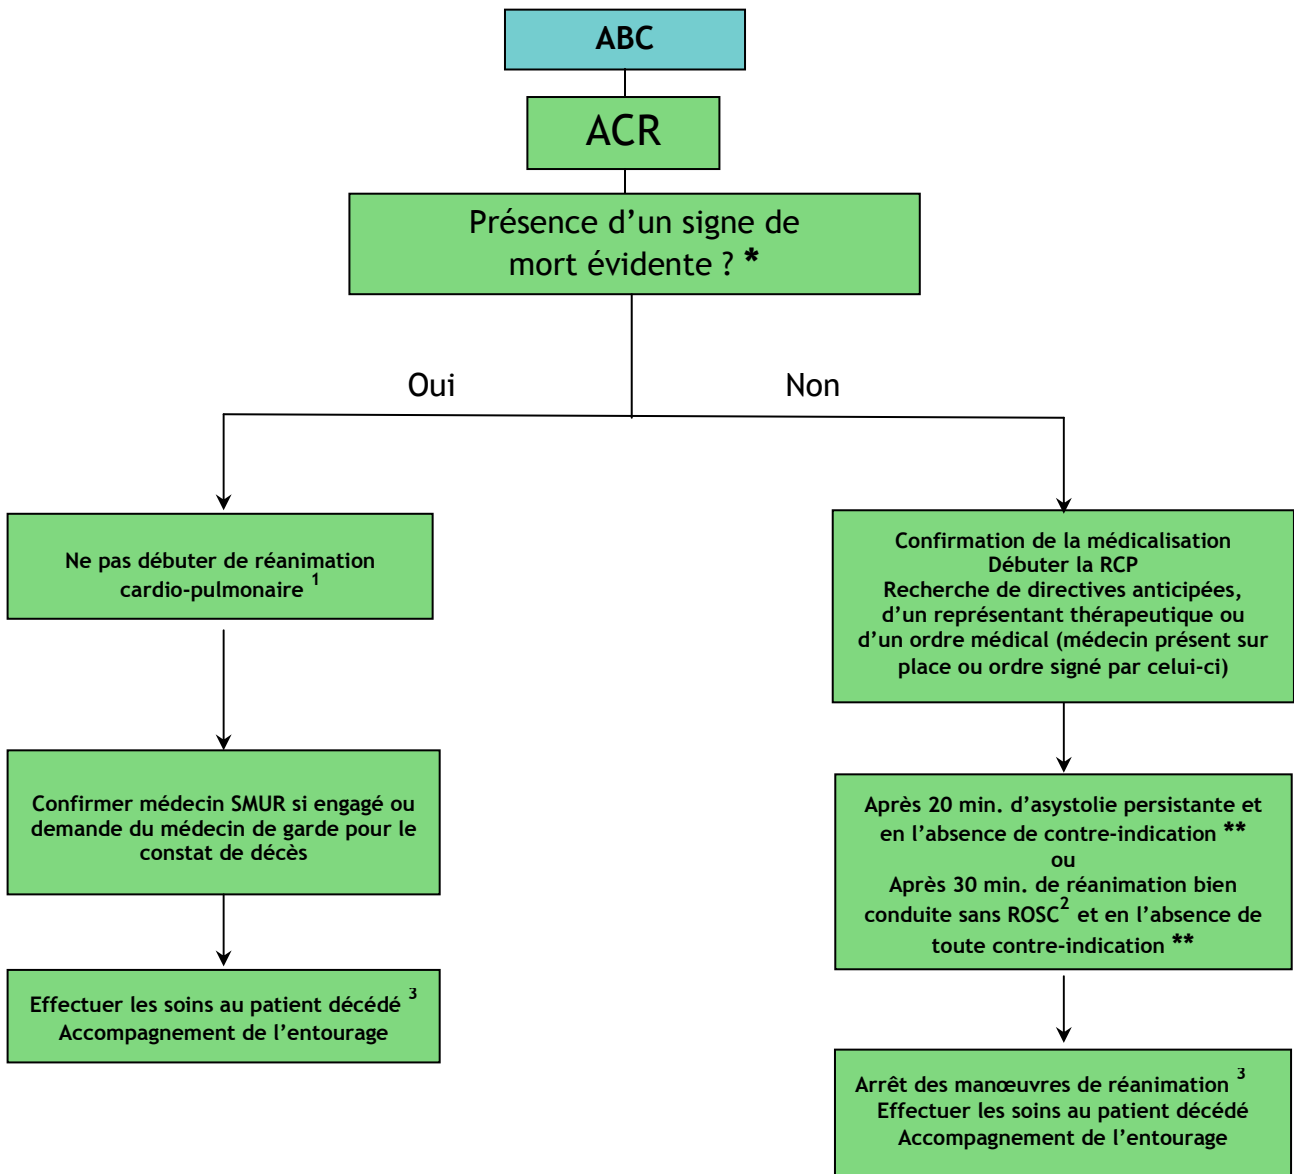 ABC
ACR
Présence d’un signe de
mort évidente ? *
Oui
Non
Ne pas débuter de réanimation
cardio-pulmonaire 1
Confirmer médecin SMUR si engagé ou
demande du médecin de garde pour le
constat de décès
Effectuer les soins au patient décédé 3
Accompagnement de l’entourage
Confirmation de la médicalisation
Débuter la RCP
Recherche de directives anticipées,
d’un représentant thérapeutique ou
d’un ordre médical (médecin présent sur
place ou ordre signé par celui-ci)
Après 20 min. d’asystolie persistante et
en l’absence de contre-indication **
ou
Après 30 min. de réanimation bien
conduite sans ROSC2 et en l’absence de
toute contre-indication **
Arrêt des manœuvres de réanimation 3
Effectuer les soins au patient décédé
Accompagnement de l’entourage